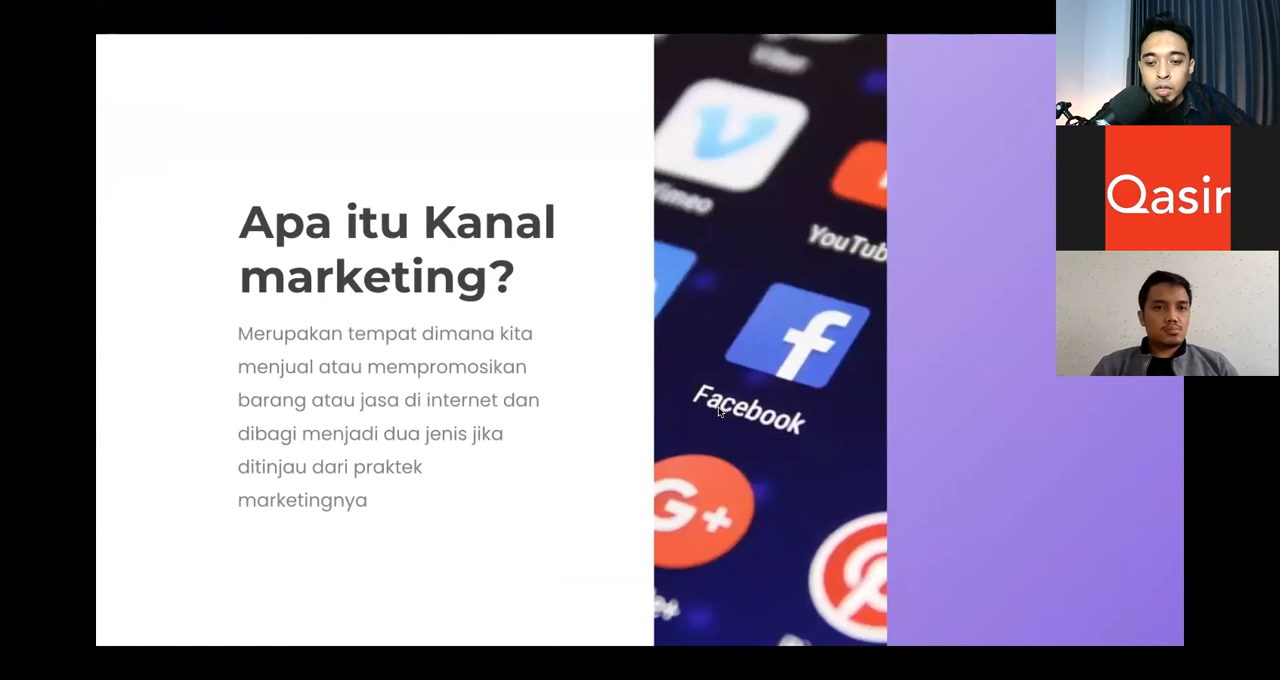 Apa itu Kanal
marketing?
Merupakan tempat dimana kita
menjual atau mempromosikan
barang atau jasa di internet dan
dibagi menjadi dua jenis jika
ditinjau dari praktek
marketingnya
Viber
Vimeo
YouTub
Facebook
G+
Qasir